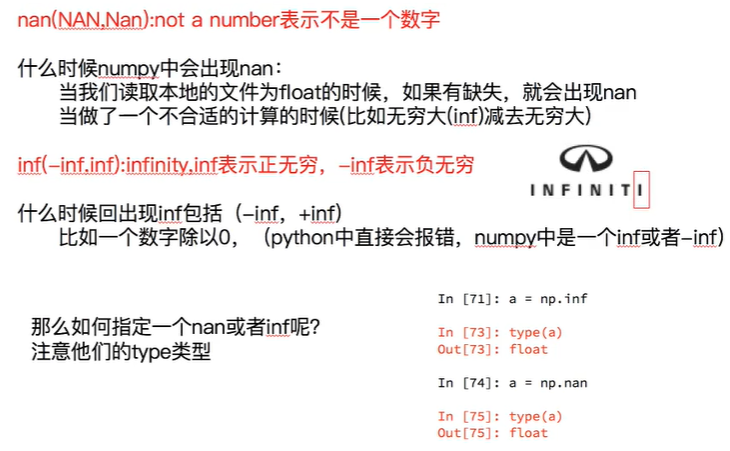 nan(NAN,Nan):not a number表示不是一个数字
什么时候numpy中会出现nan：
当我们读取本地的文件为float的时候，如果有缺失，就会出现nan
当做了一个不合适的计算的时候(比如无穷大(inf)减去无穷大)
inf(-inf,inf):infinity,inf表示正无穷，-inf表示负无穷
INFINITI
什么时候回出现inf包括（-inf，+inf）
比如一个数字除以0，（python中直接会报错，numpy中是一个inf或者-inf）
那么如何指定一个nan或者inf呢？
注意他们的type类型
In [71]: a = np.inf
In [73]: type(a)
Out[73]: float
In [74]: a = np.nan
In [75]: type(a)
Out[75]: float